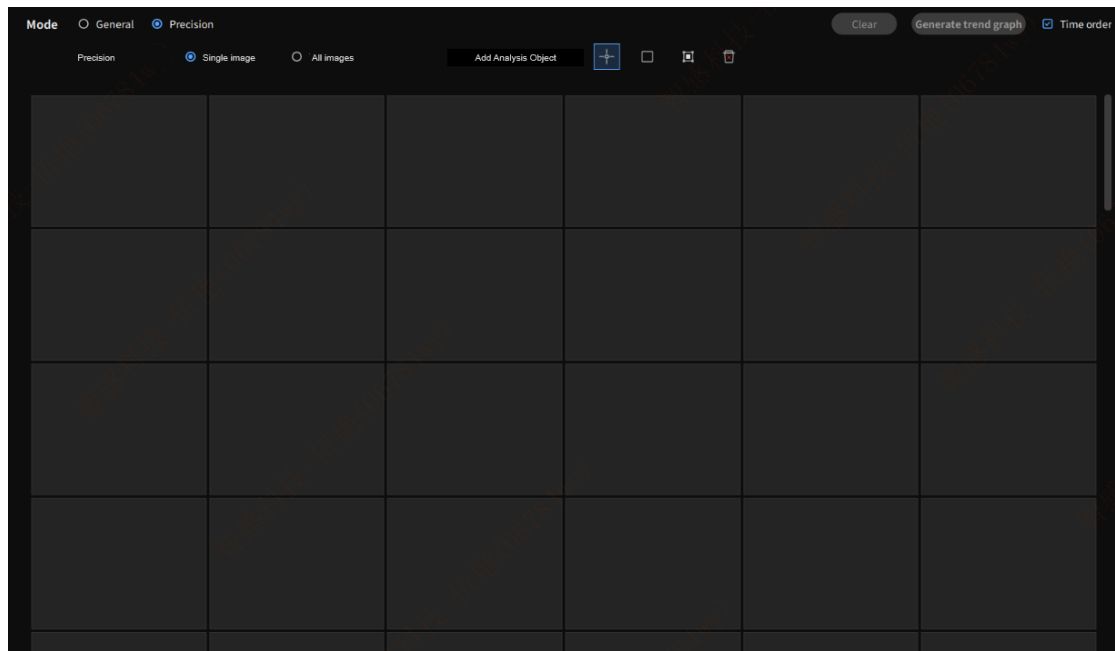 Mode General Precision Clear Generate trend graph Time order
Precision Single image All images Add Analysis Object